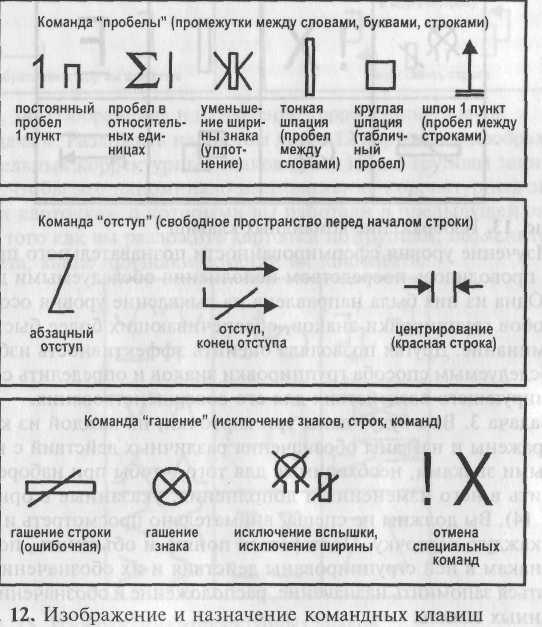 Команда “пробелы” (промежутки между словами, буквами, строками)
1 п
Σ|
Ж
постоянный
пробел
1 пункт
пробел в
относитель-
ных еди-
ницах
уменьше-
ние шири-
ны знака
(уплот-
нение)
тонкая
шпация
(пробел
между
словами)
круглая
шпация
(таблич-
ный
пробел)
шпон 1 пункт
(пробел между
строками)
Команда “отступ” (свободное пространство перед началом строки)
абзацный
отступ
отступ,
конец отступа
центрирование
(красная строка)
Команда “гашение” (исключение знаков, строк, команд)
! X
гашение строки
(ошибочная)
гашение
знака
исключение вспышки,
исключение ширины
отмена
специальных
команд
12. Изображение и назначение командных клавиш